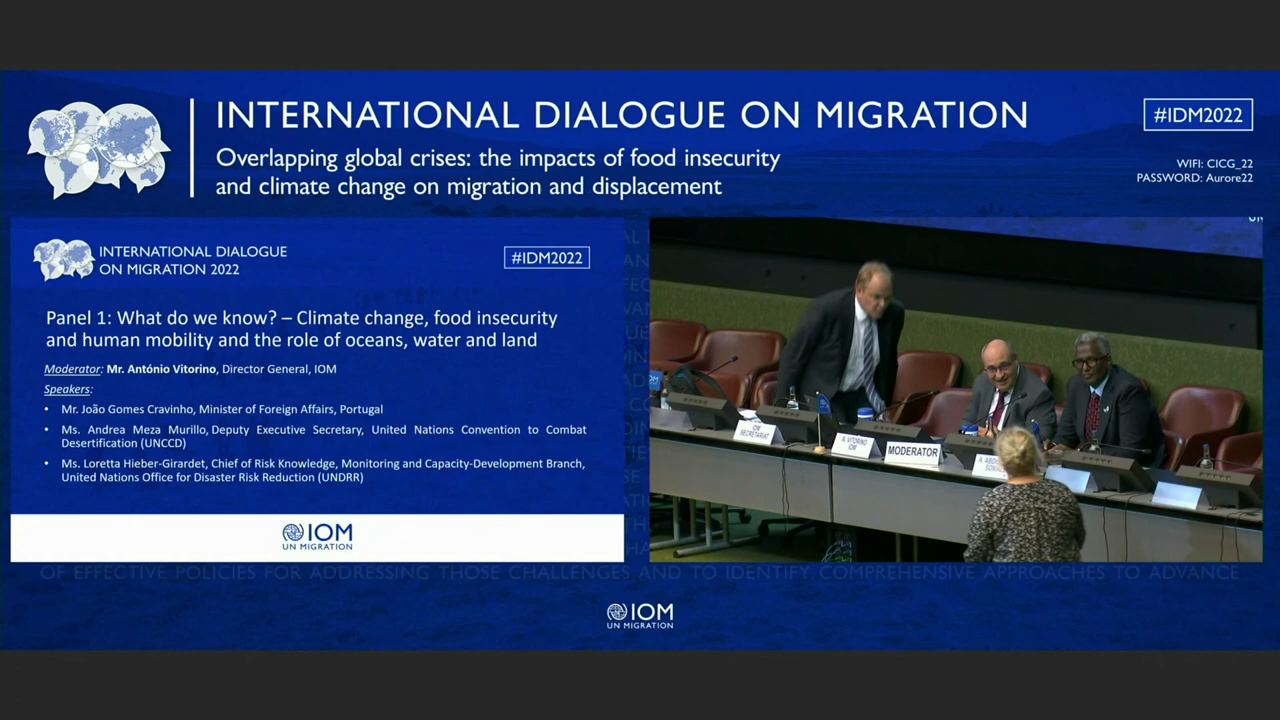 INTERNATIONAL DIALOGUE ON MIGRATION
Overlapping global crises: the impacts of food insecurity
and climate change on migration and displacement
#IDM2022
WIFI: CICG_22
PASSWORD: Aurore22
INTERNATIONAL DIALOGUE
ON MIGRATION 2022
#IDM2022
Panel 1: What do we know? – Climate change, food insecurity
and human mobility and the role of oceans, water and land
Moderator: Mr. António Vitorino, Director General, IOM
Speakers:
• Mr. João Gomes Cravinho, Minister of Foreign Affairs, Portugal
• Ms. Andrea Meza Murillo, Deputy Executive Secretary, United Nations Convention to Combat
Desertification (UNCCD)
• Ms. Loretta Hieber-Girardet, Chief of Risk Knowledge, Monitoring and Capacity-Development Branch,
United Nations Office for Disaster Risk Reduction (UNDRR)
IOM
UN MIGRATION
IOM
SECRETARIAT
A. VITORINO
IOM
MODERATOR
OF EFFECTIVE POLICIES FOR ADDRESSING THOSE CHALLENGES AND TO IDENTIFY COMPREHENSIVE APPROACHES TO ADVANCE
IOM
UN MIGRATION